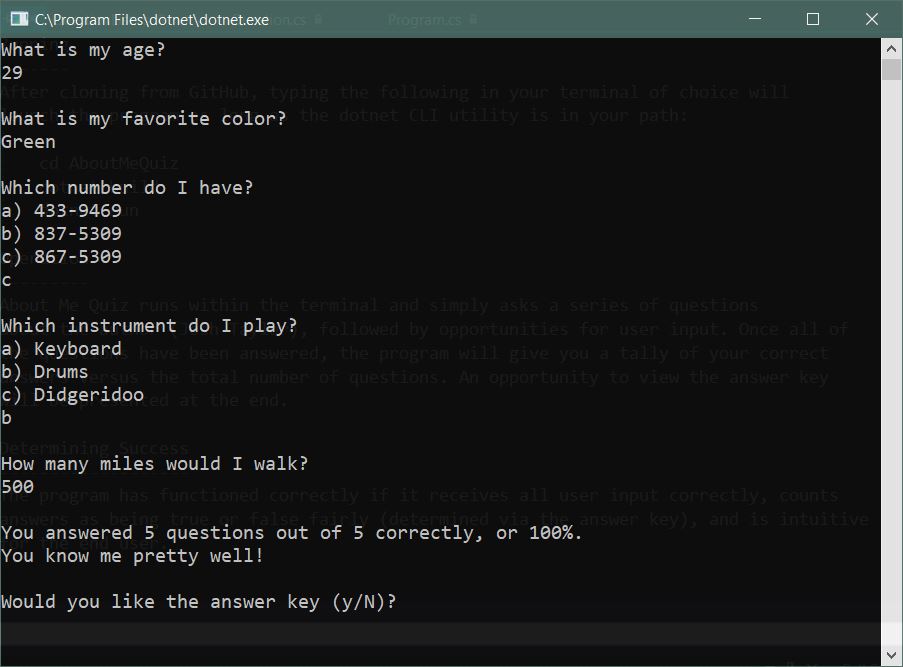 C:\Program Files\dotnet\dotnet.exe
What is my age?
29
What is my favorite color?
Green
Which number do I have?
a) 433-9469
b) 837-5309
c) 867-5309
c
Which instrument do I play?
a) Keyboard
b) Drums
c) Didgeridoo
b
How many miles would I walk?
500
You answered 5 questions out of 5 correctly, or 100%.
You know me pretty well!
Would you like the answer key (y/N)?